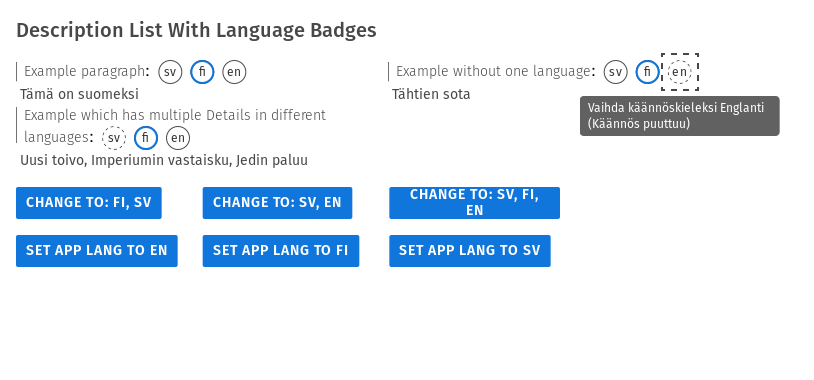 Description List With Language Badges
Example paragraph: sv fi en
Tämä on suomeksi
Example without one language: sv fi en
Tähtien sota
Vaihda käännöskieleksi Englanti
(Käännös puuttuu)
Example which has multiple Details in different
languages: sv fi en
Uusi toivo, Imperiumin vastaisku, Jedin paluu
CHANGE TO: FI, SV
CHANGE TO: SV, EN
CHANGE TO: SV, FI,
EN
SET APP LANG TO EN
SET APP LANG TO FI
SET APP LANG TO SV